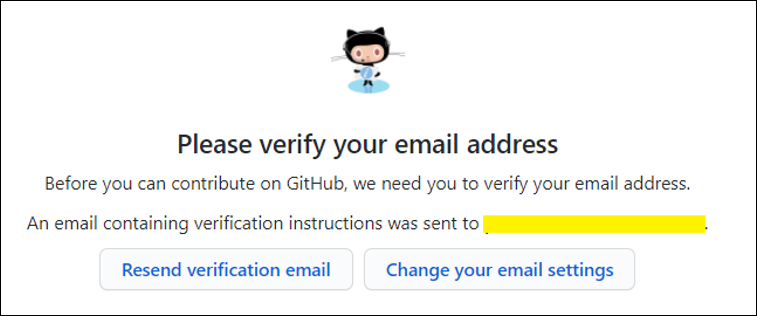 Please verify your email address
Before you can contribute on GitHub, we need you to verify your email address.
An email containing verification instructions was sent to .
Resend verification email
Change your email settings